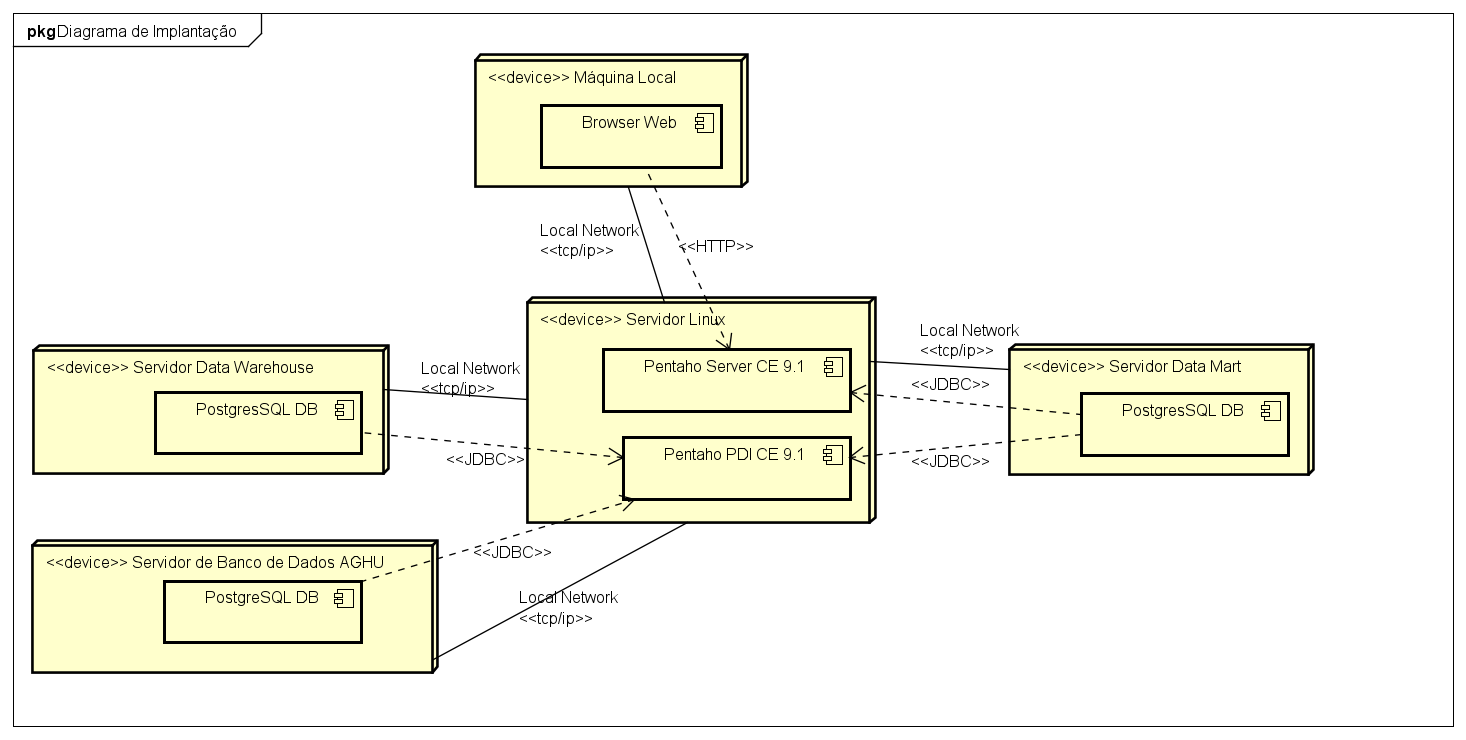 pkg Diagrama de Implantação
<<device>> Máquina Local
Browser Web
Local Network
<<tcp/ip>>
<<HTTP>>
<<device>> Servidor Linux
Pentaho Server CE 9.1
Pentaho PDI CE 9.1
Local Network
<<tcp/ip>>
<<device>> Servidor Data Mart
PostgresSQL DB
<<JDBC>>
<<JDBC>>
<<device>> Servidor Data Warehouse
PostgresSQL DB
Local Network
<<tcp/ip>>
<<JDBC>>
<<device>> Servidor de Banco de Dados AGHU
PostgreSQL DB
<<JDBC>>
Local Network
<<tcp/ip>>